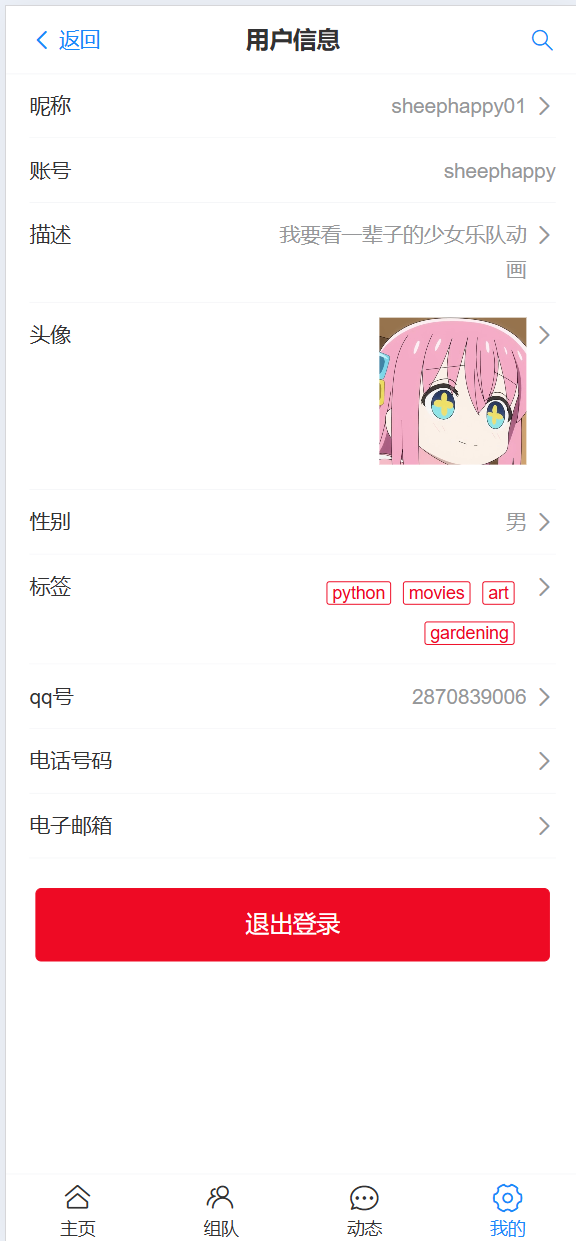 返回 用户信息
昵称 sheephappy01
账号 sheephappy
描述 我要看一辈子的少女乐队动
画
头像
性别 男
标签 python movies art
gardening
qq号 2870839006
电话号码
电子邮箱
退出登录
主页 组队 动态 我的